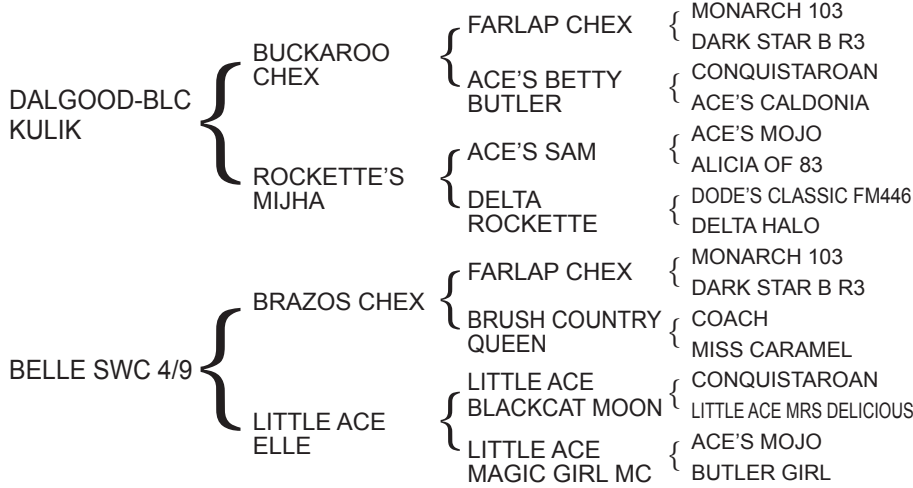 DALGOOD-BLC
KULIK
BELLE SWC 4/9
BUCKAROO
CHEX
ROCKETTE’S
MIJHA
BRAZOS CHEX
LITTLE ACE
ELLE
FARLAP CHEX
ACE’S BETTY
BUTLER
ACE’S SAM
DELTA
ROCKETTE
FARLAP CHEX
BRUSH COUNTRY
QUEEN
LITTLE ACE
BLACKCAT MOON
LITTLE ACE
MAGIC GIRL MC
MONARCH 103
DARK STAR B R3
CONQUISTAROAN
ACE’S CALDONIA
ACE’S MOJO
ALICIA OF 83
DODE’S CLASSIC FM446
DELTA HALO
MONARCH 103
DARK STAR B R3
COACH
MISS CARAMEL
CONQUISTAROAN
LITTLE ACE MRS DELICIOUS
ACE’S MOJO
BUTLER GIRL